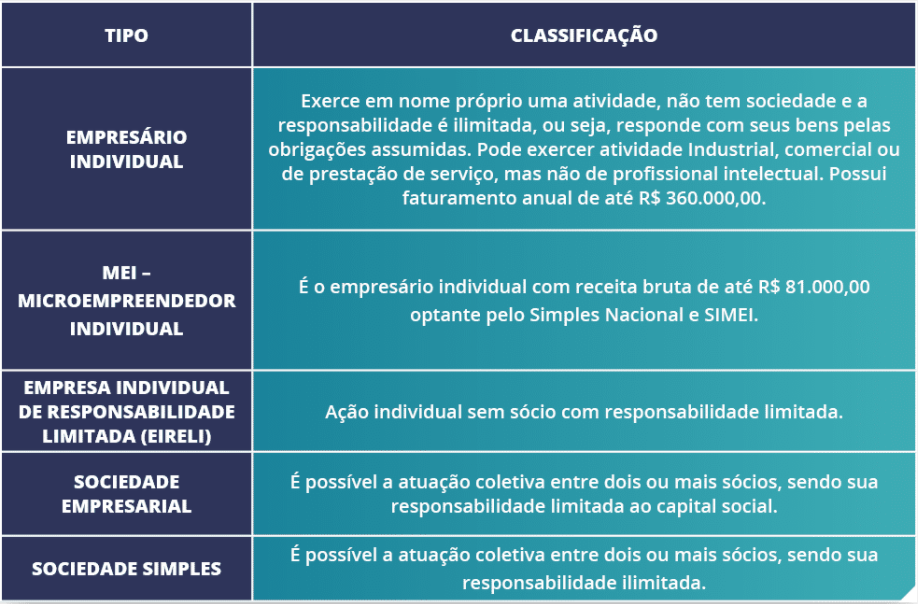 TIPO
CLASSIFICAÇÃO
EMPRESÁRIO
INDIVIDUAL
Exerce em nome próprio uma atividade, não tem sociedade e a
responsabilidade é ilimitada, ou seja, responde com seus bens pelas
obrigações assumidas. Pode exercer atividade Industrial, comercial ou
de prestação de serviço, mas não de profissional intelectual. Possui
faturamento anual de até R$ 360.000,00.
MEI –
MICROEMPREENDEDOR
INDIVIDUAL
É o empresário individual com receita bruta de até R$ 81.000,00
optante pelo Simples Nacional e SIMEI.
EMPRESA INDIVIDUAL
DE RESPONSABILIDADE
LIMITADA (EIRELI)
Ação individual sem sócio com responsabilidade limitada.
SOCIEDADE
EMPRESARIAL
É possível a atuação coletiva entre dois ou mais sócios, sendo sua
responsabilidade limitada ao capital social.
SOCIEDADE SIMPLES
É possível a atuação coletiva entre dois ou mais sócios, sendo sua
responsabilidade ilimitada.